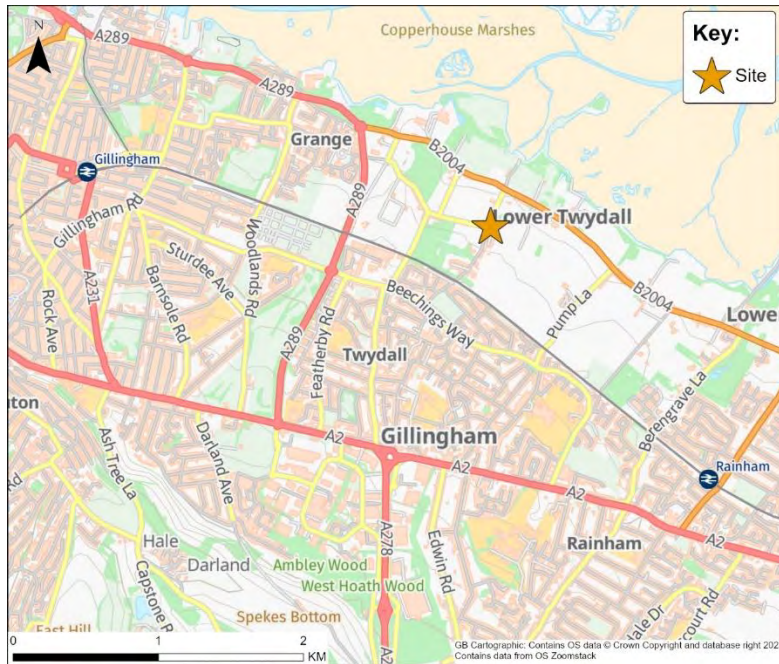 N
A289
Copperhouse Marshes
Key:
Site
Grange
Gillingham
A289
B2004
Lower Twydall
Gillingham Rd
Woodlands Rd
Sturdee Ave
Rock Ave
A231
Barnsole Rd
A289
Featherby Rd
Beechings Way
Pump La
B2004
Lowe
Twydall
Berengrave La
Ash Tree La
Darland Ave
A2
Gillingham
A2
Rainham
A2
Hale
Darland
Ambley Wood
West Hoath Wood
A278
Edwin Rd
Rainham
Capstone R
Spekes Bottom
East Hill
ale Dr
court Rd
0
1
2
KM
GB Cartographic: Contains OS data © Crown Copyright and database right 202
Contains data from OS Zoomstack